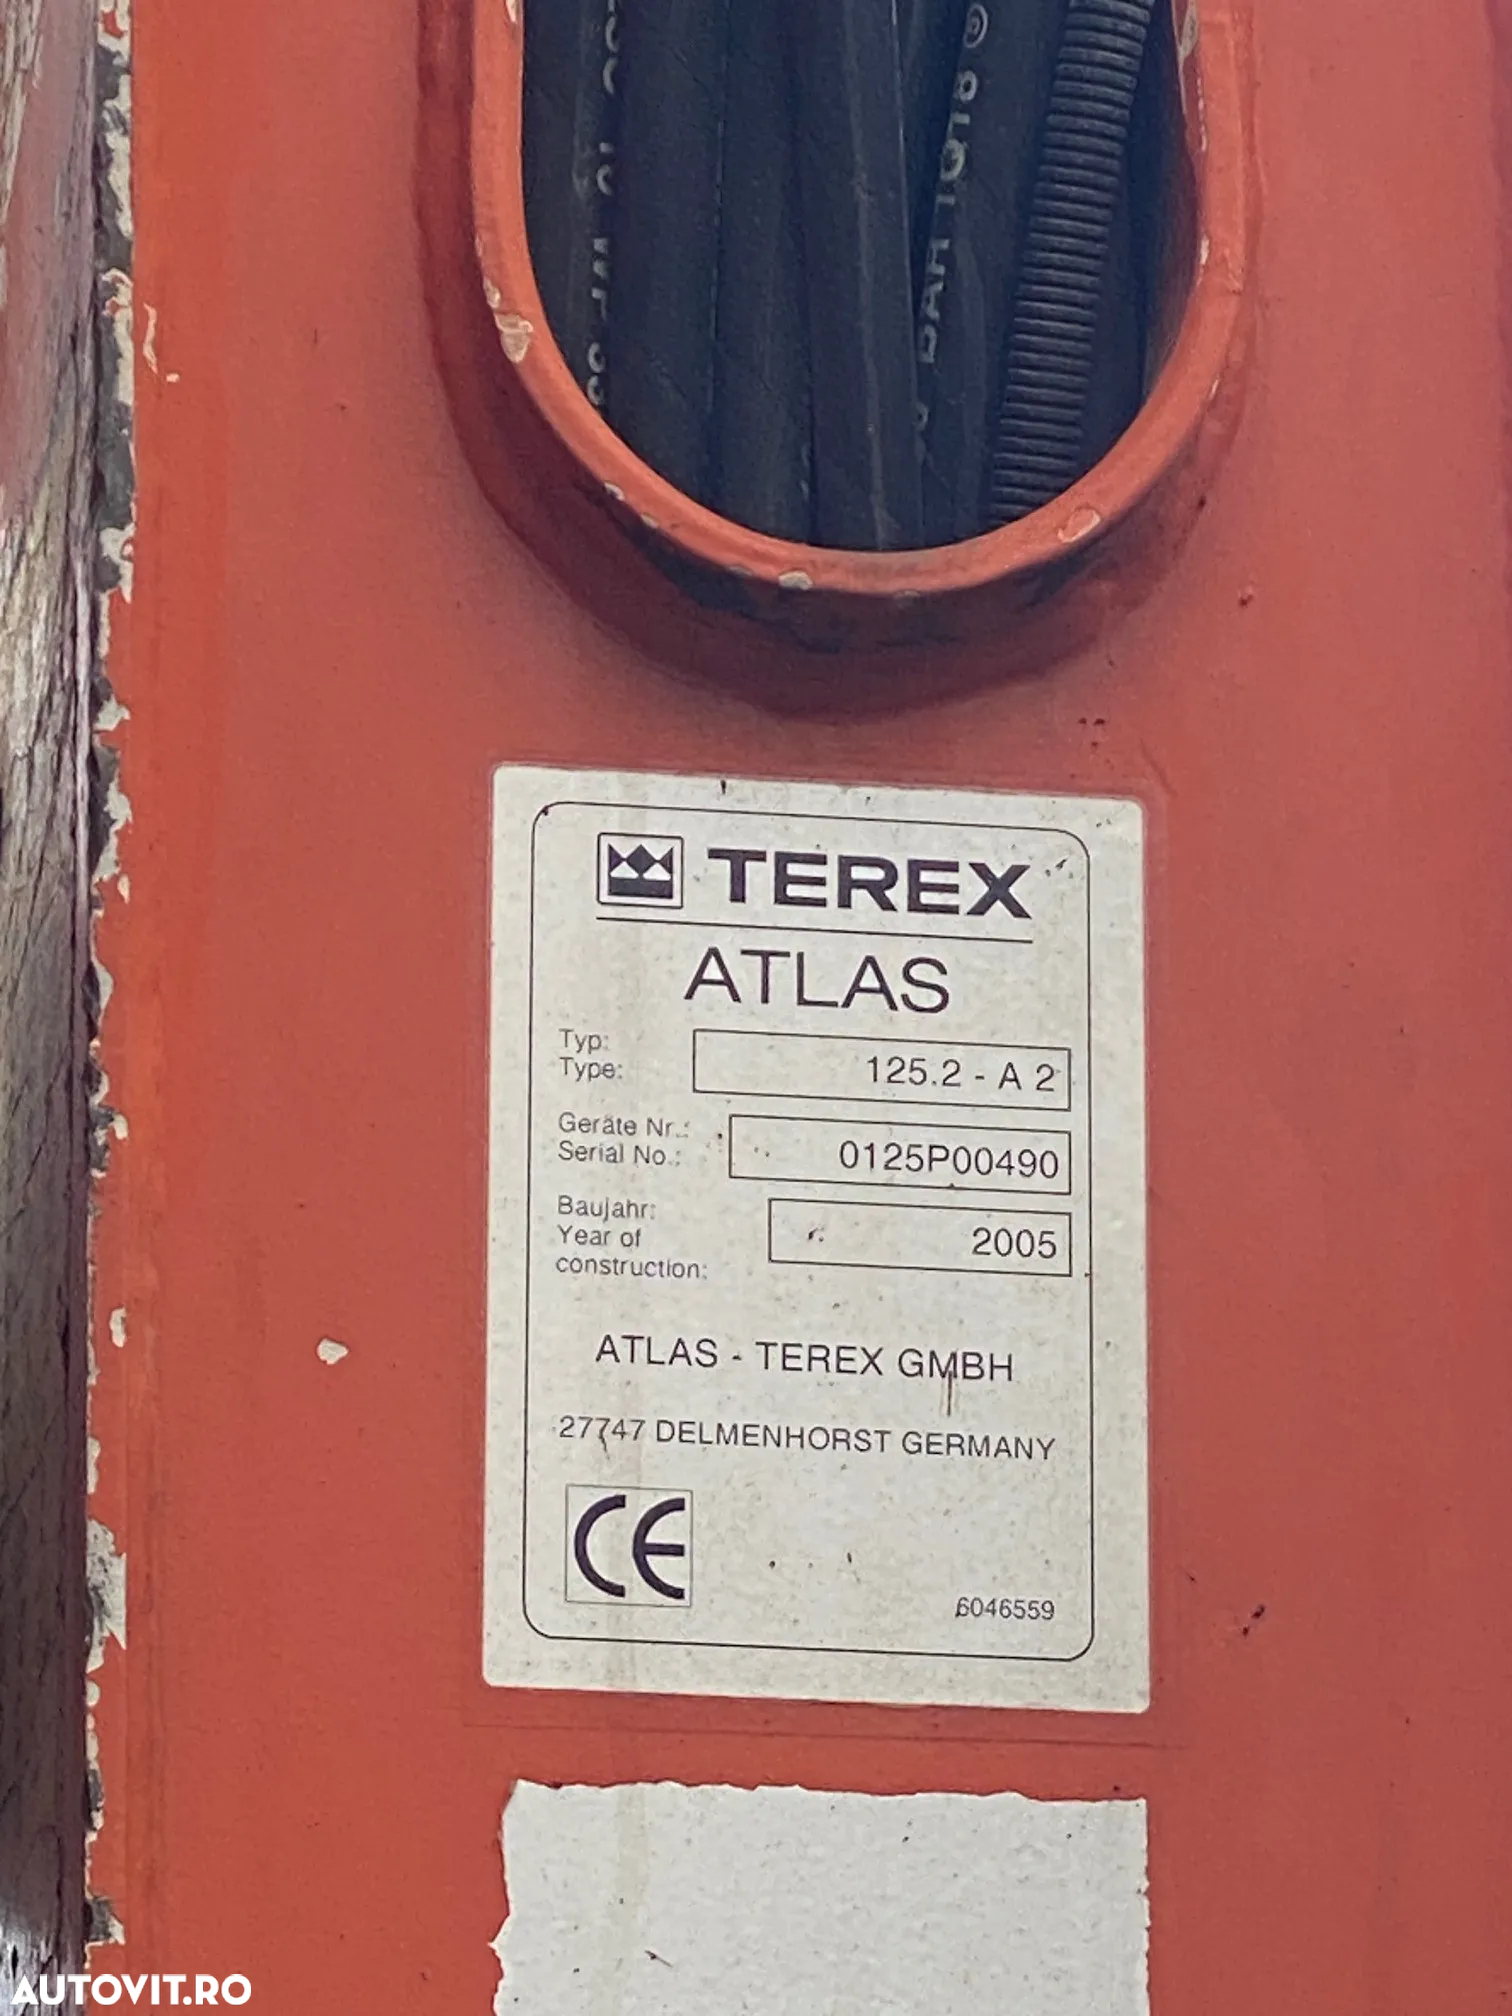 TEREX
ATLAS
Typ:
Type:
125.2 - A 2
Geräte Nr.:
Serial No.:
0125P00490
Baujahr:
Year of
construction:
2005
ATLAS - TEREX GMBH
27747 DELMENHORST GERMANY
CE
6046559
AUTOVIT.RO